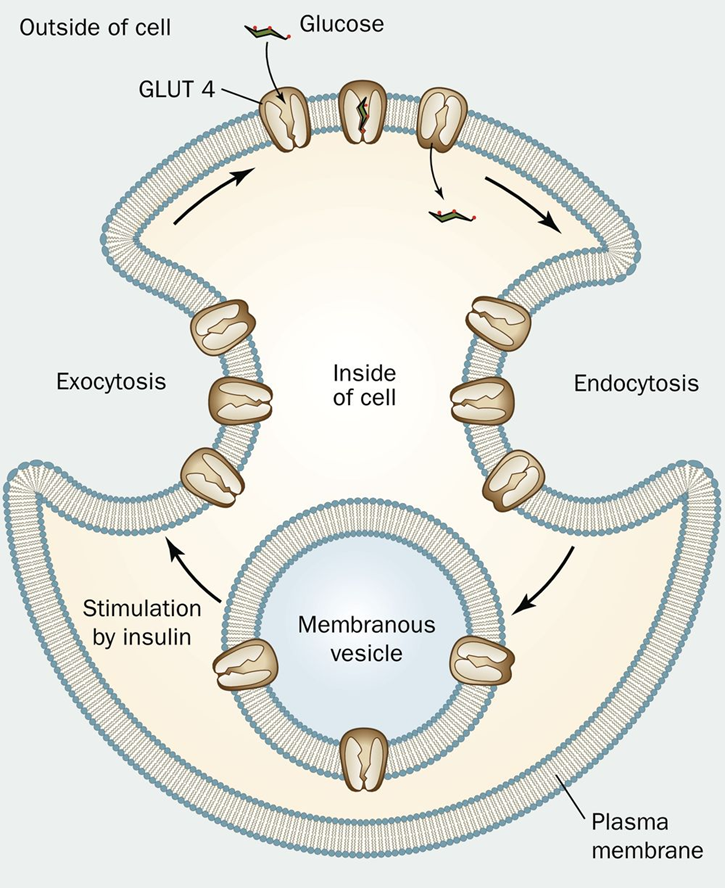 Outside of cell
Glucose
GLUT 4
Exocytosis
Inside
of cell
Endocytosis
Stimulation
by insulin
Membranous
vesicle
Plasma
membrane